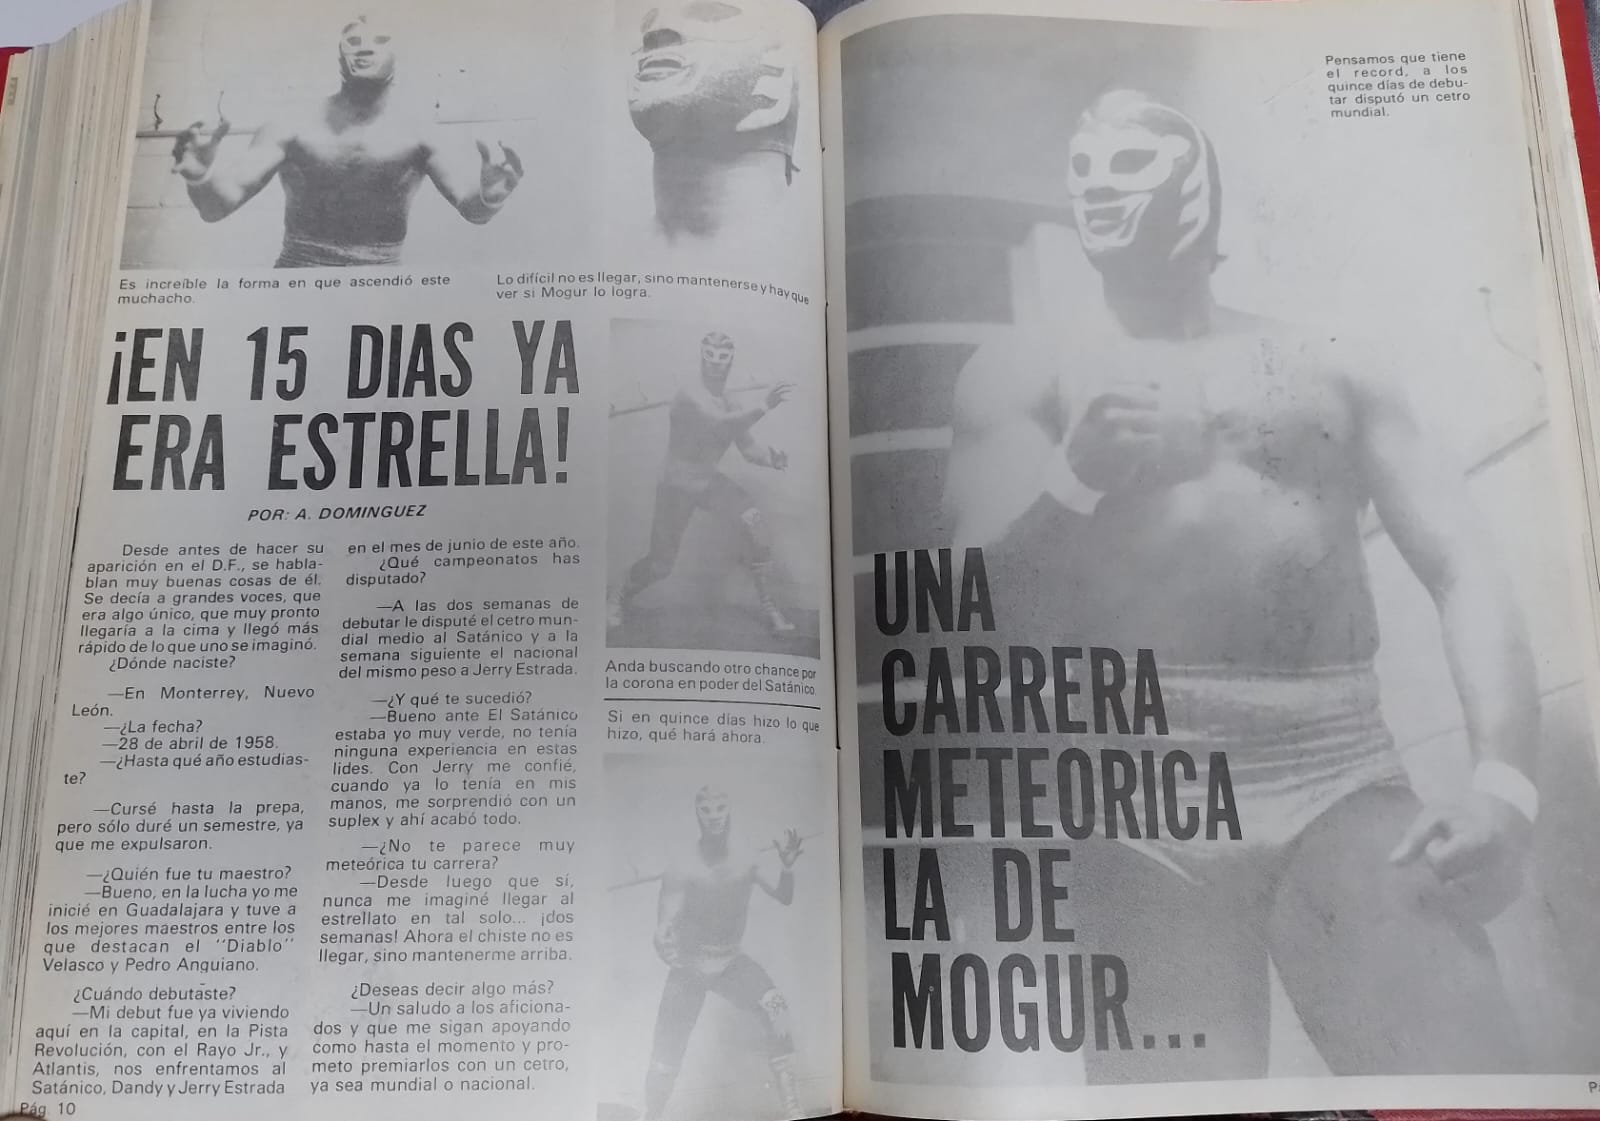 Es increíble la forma en que ascendió este
muchacho.
Lo difícil no es llegar, sino mantenerse y hay que
ver si Mogur lo logra.
¡EN 15 DIAS YA
ERA ESTRELLA!
POR: A. DOMINGUEZ
Desde antes de hacer su
aparición en el D.F., se habla-
blan muy buenas cosas de él.
Se decía a grandes voces, que
era algo único, que muy pronto
llegaría a la cima y llegó más
rápido de lo que uno se imaginó.
¿Dónde naciste?
—En Monterrey, Nuevo
León.
—¿La fecha?
—28 de abril de 1958.
—¿Hasta qué año estudias-
te?
—Cursé hasta la prepa,
pero sólo duré un semestre, ya
que me expulsaron.
—¿Quién fue tu maestro?
—Bueno, en la lucha yo me
inicié en Guadalajara y tuve a
los mejores maestros entre los
que destacan el "Diablo"
Velasco y Pedro Anguiano.
¿Cuándo debutaste?
—Mi debut fue ya viviendo
aquí en la capital, en la Pista
Revolución, con el Rayo Jr., y
Atlantis, nos enfrentamos al
Satánico, Dandy y Jerry Estrada
en el mes de junio de este año.
¿Qué campeonatos has
disputado?
—A las dos semanas de
debutar le disputé el cetro mun-
dial medio al Satánico y a la
semana siguiente el nacional
del mismo peso a Jerry Estrada.
—¿Y qué te sucedió?
—Bueno ante El Satánico
estaba yo muy verde, no tenía
ninguna experiencia en estas
lides. Con Jerry me confié,
cuando ya lo tenía en mis
manos, me sorprendió con un
suplex y ahí acabó todo.
—¿No te parece muy
meteórica tu carrera?
—Desde luego que sí,
nunca me imaginé llegar al
estrellato en tal solo... ¡dos
semanas! Ahora el chiste no es
llegar, sino mantenerme arriba.
¿Deseas decir algo más?
—Un saludo a los aficiona-
dos y que me sigan apoyando
como hasta el momento y pro-
meto premiarlos con un cetro,
ya sea mundial o nacional.
Anda buscando otro chance por
la corona en poder del Satánico.
Si en quince días hizo lo que
hizo, qué hará ahora.
Pág. 10
Pensamos que tiene
el record, a los
quince días de debu-
tar disputó un cetro
mundial.
UNA
CARRERA
METEORICA
LA DE
MOGUR...